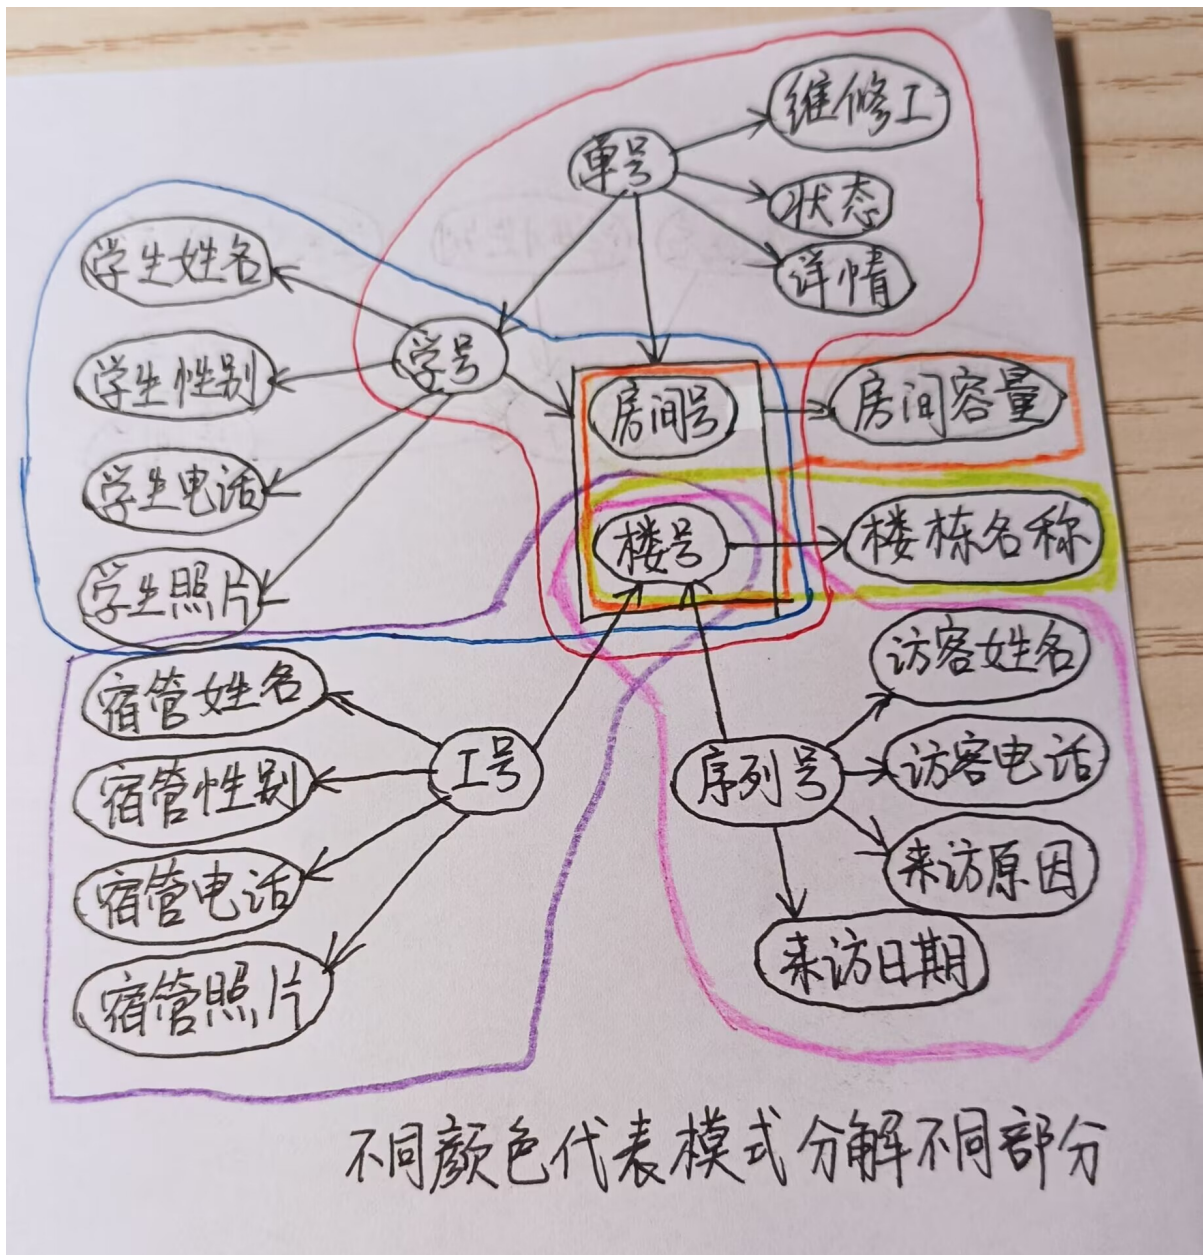 维修工
单号
状态
详情
学生姓名
学号
学生性别
房间号
房间容量
学生电话
楼号
楼栋名称
学生照片
访客姓名
宿管姓名
工号
序列号
访客电话
宿管性别
来访原因
宿管电话
来访日期
宿管照片
不同颜色代表模式分解不同部分